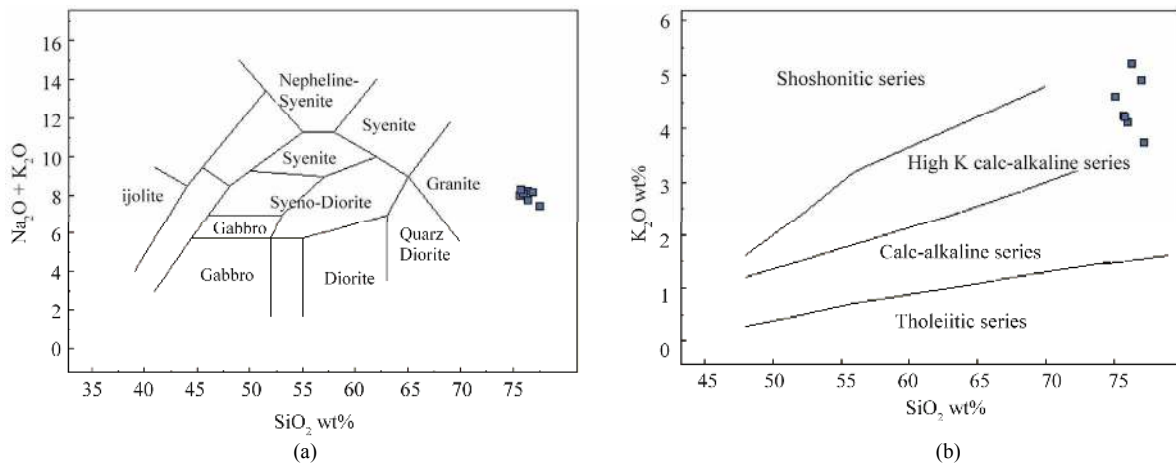 16
14
12
10
8
6
4
2
0
Na₂O + K₂O
Nepheline-
Syenite
Syenite
Syenite
ijolite
Syeno-Diorite
Granite
Gabbro
Quarz
Diorite
Gabbro
Diorite
35 40 45 50 55 60 65 70 75
SiO₂ wt%
(a)
6
5
4
3
2
1
0
K₂O wt%
Shoshonitic series
High K calc-alkaline series
Calc-alkaline series
Tholeiitic series
45 50 55 60 65 70 75
SiO₂ wt%
(b)